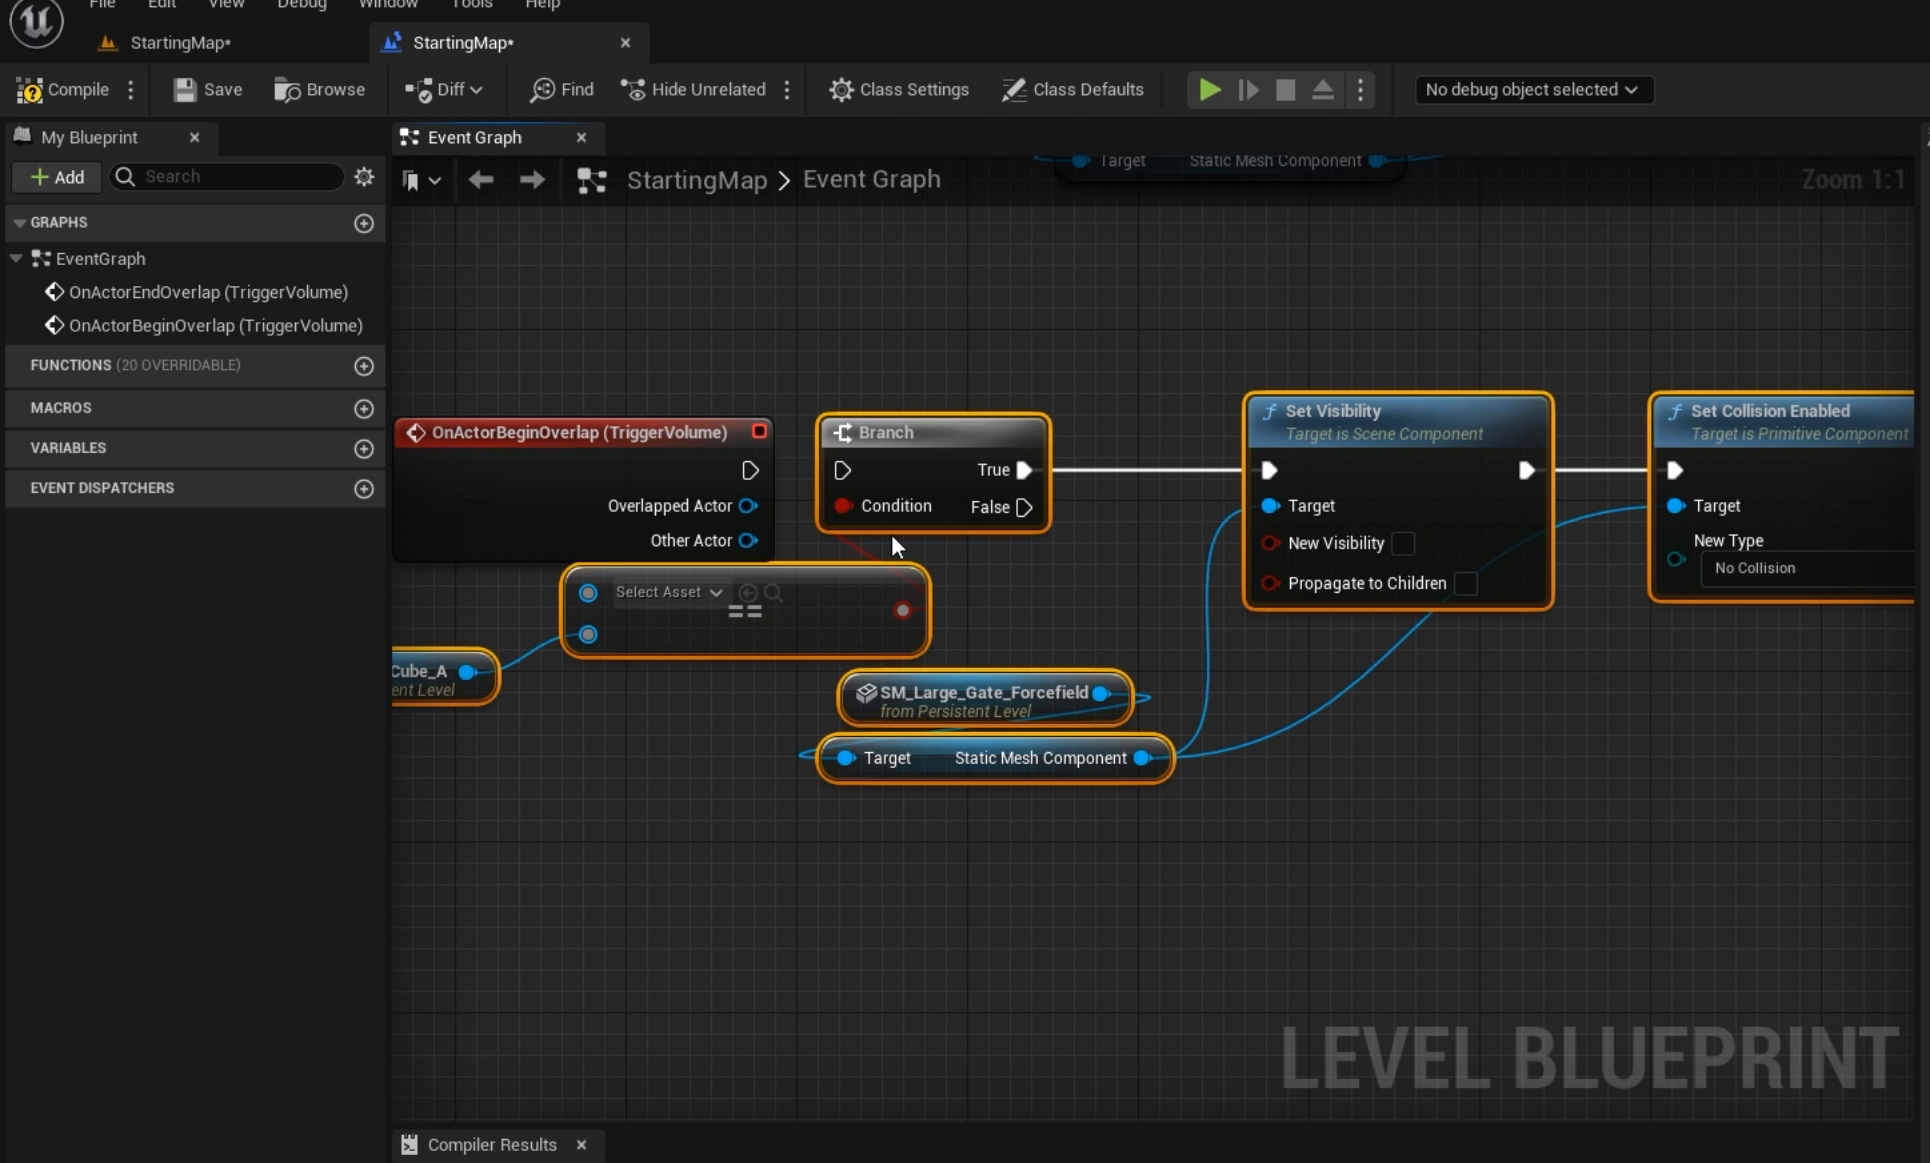 File Edit View Debug Window Tools Help
StartingMap*
StartingMap*
Compile Save Browse Diff Find Hide Unrelated Class Settings Class Defaults No debug object selected
My Blueprint
Event Graph
Add Search
StartingMap > Event Graph
Zoom 1:1
Target Static Mesh Component
GRAPHS
EventGraph
OnActorEndOverlap (TriggerVolume)
OnActorBeginOverlap (TriggerVolume)
FUNCTIONS (20 OVERRIDABLE)
MACROS
VARIABLES
EVENT DISPATCHERS
OnActorBeginOverlap (TriggerVolume)
Overlapped Actor
Other Actor
Branch
True
Condition
False
Set Visibility
Target is Scene Component
Target
New Visibility
Propagate to Children
Set Collision Enabled
Target is Primitive Component
Target
New Type
No Collision
Select Asset
==
Cube_A
ent Level
SM_Large_Gate_Forcefield
from Persistent Level
Target Static Mesh Component
LEVEL BLUEPRINT
Compiler Results